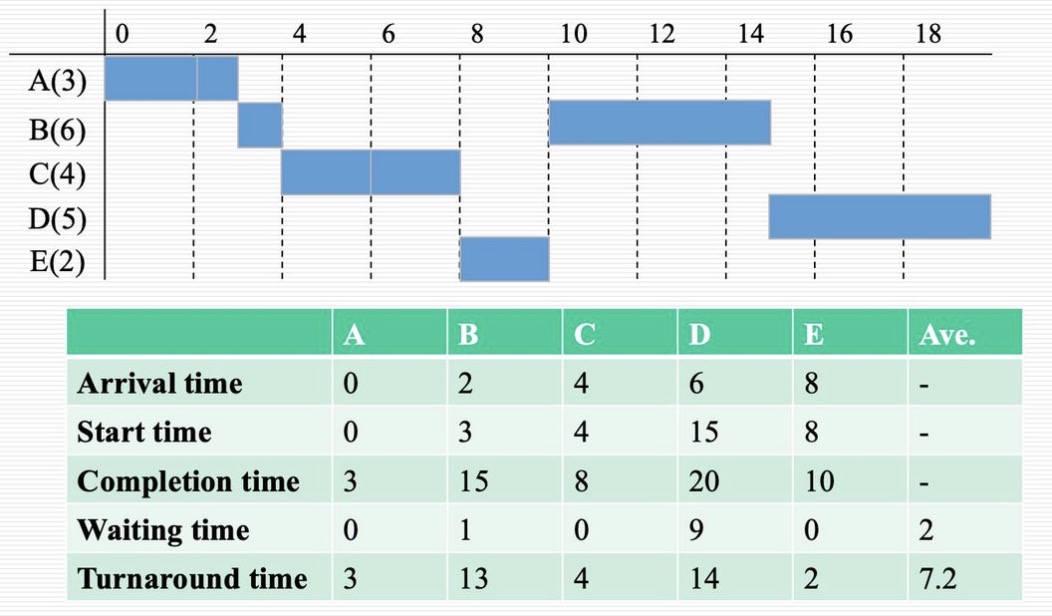 0 2 4 6 8 10 12 14 16 18
A(3)
B(6)
C(4)
D(5)
E(2)
A B C D E Ave.
Arrival time 0 2 4 6 8 -
Start time 0 3 4 15 8 -
Completion time 3 15 8 20 10 -
Waiting time 0 1 0 9 0 2
Turnaround time 3 13 4 14 2 7.2